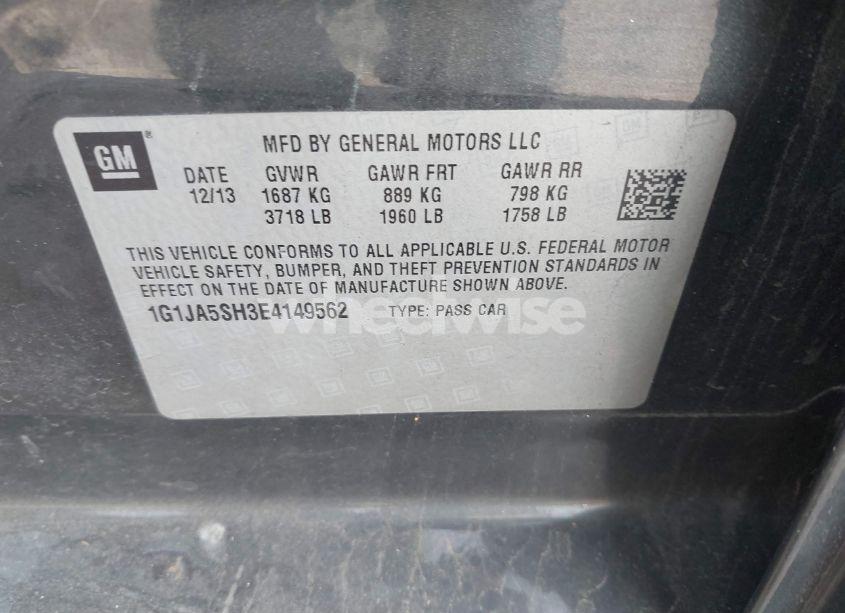 GM®
MFD BY GENERAL MOTORS LLC
DATE GVWR GAWR FRT GAWR RR
12/13 1687 KG 889 KG 798 KG
3718 LB 1960 LB 1758 LB
THIS VEHICLE CONFORMS TO ALL APPLICABLE U.S. FEDERAL MOTOR
VEHICLE SAFETY, BUMPER, AND THEFT PREVENTION STANDARDS IN
EFFECT ON THE DATE OF MANUFACTURE SHOWN ABOVE.
1G1JA5SH3E4149562 TYPE: PASS CAR
wheelwise